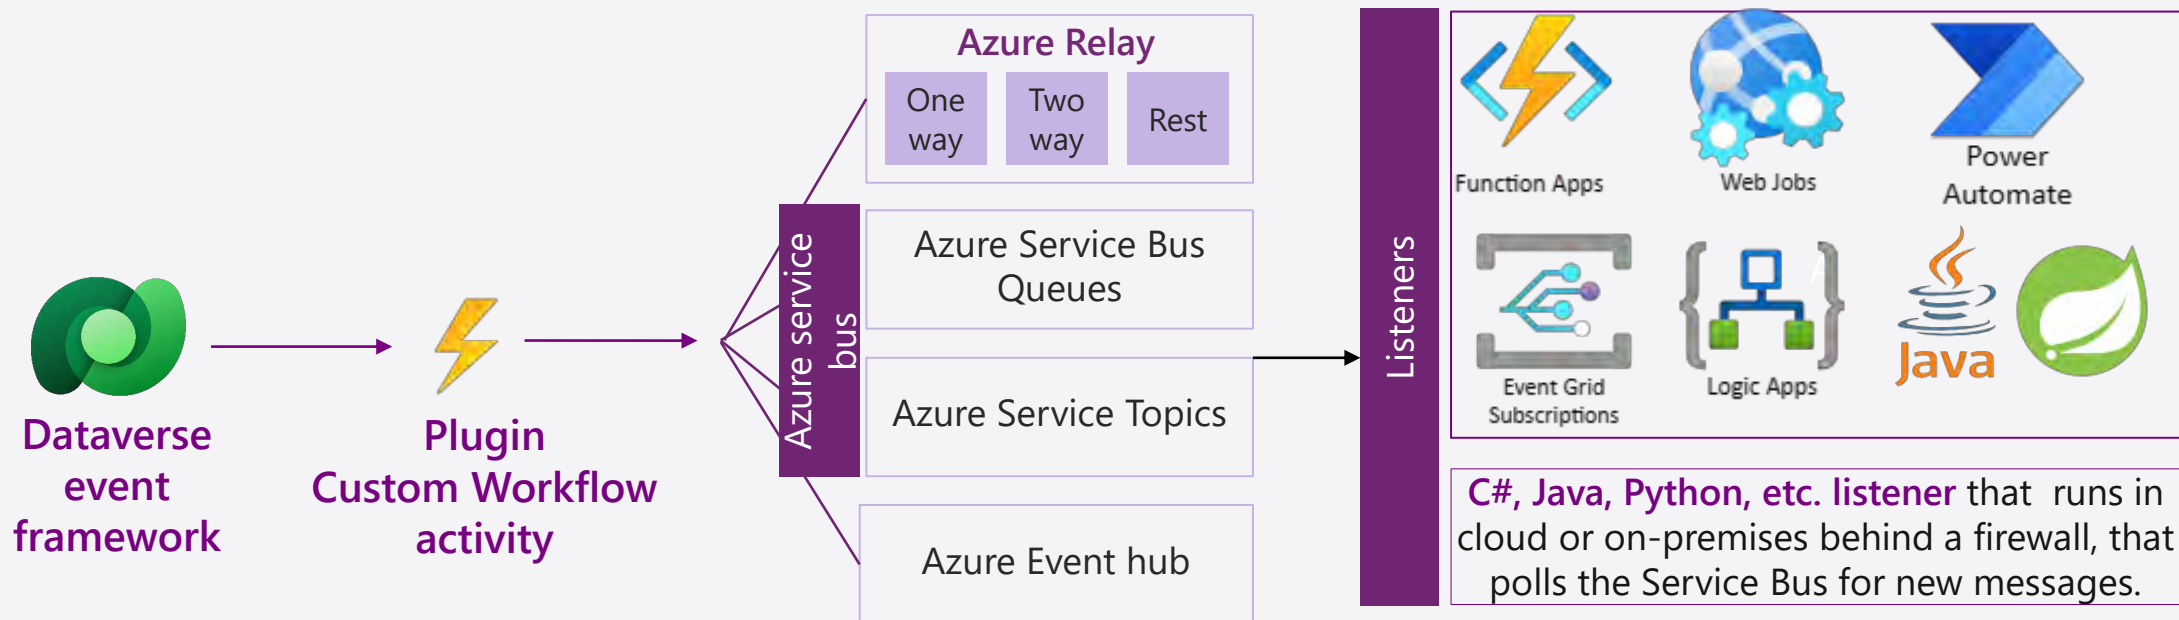 Dataverse
event
framework
Plugin
Custom Workflow
activity
Azure service
bus
Azure Relay
One
way
Two
way
Rest
Azure Service Bus
Queues
Azure Service Topics
Azure Event hub
Listeners
Function Apps
Web Jobs
Power
Automate
Event Grid
Subscriptions
Logic Apps
Java
C#, Java, Python, etc. listener that runs in
cloud or on-premises behind a firewall, that
polls the Service Bus for new messages.